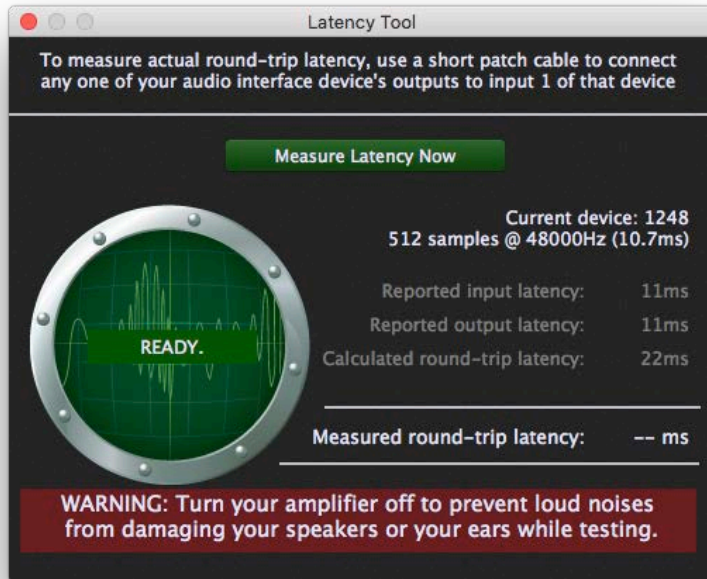 Latency Tool
To measure actual round-trip latency, use a short patch cable to connect
any one of your audio interface device's outputs to input 1 of that device
Measure Latency Now
Current device: 1248
512 samples @ 48000Hz (10.7ms)
Reported input latency: 11ms
Reported output latency: 11ms
Calculated round-trip latency: 22ms
READY.
Measured round-trip latency: -- ms
WARNING: Turn your amplifier off to prevent loud noises
from damaging your speakers or your ears while testing.